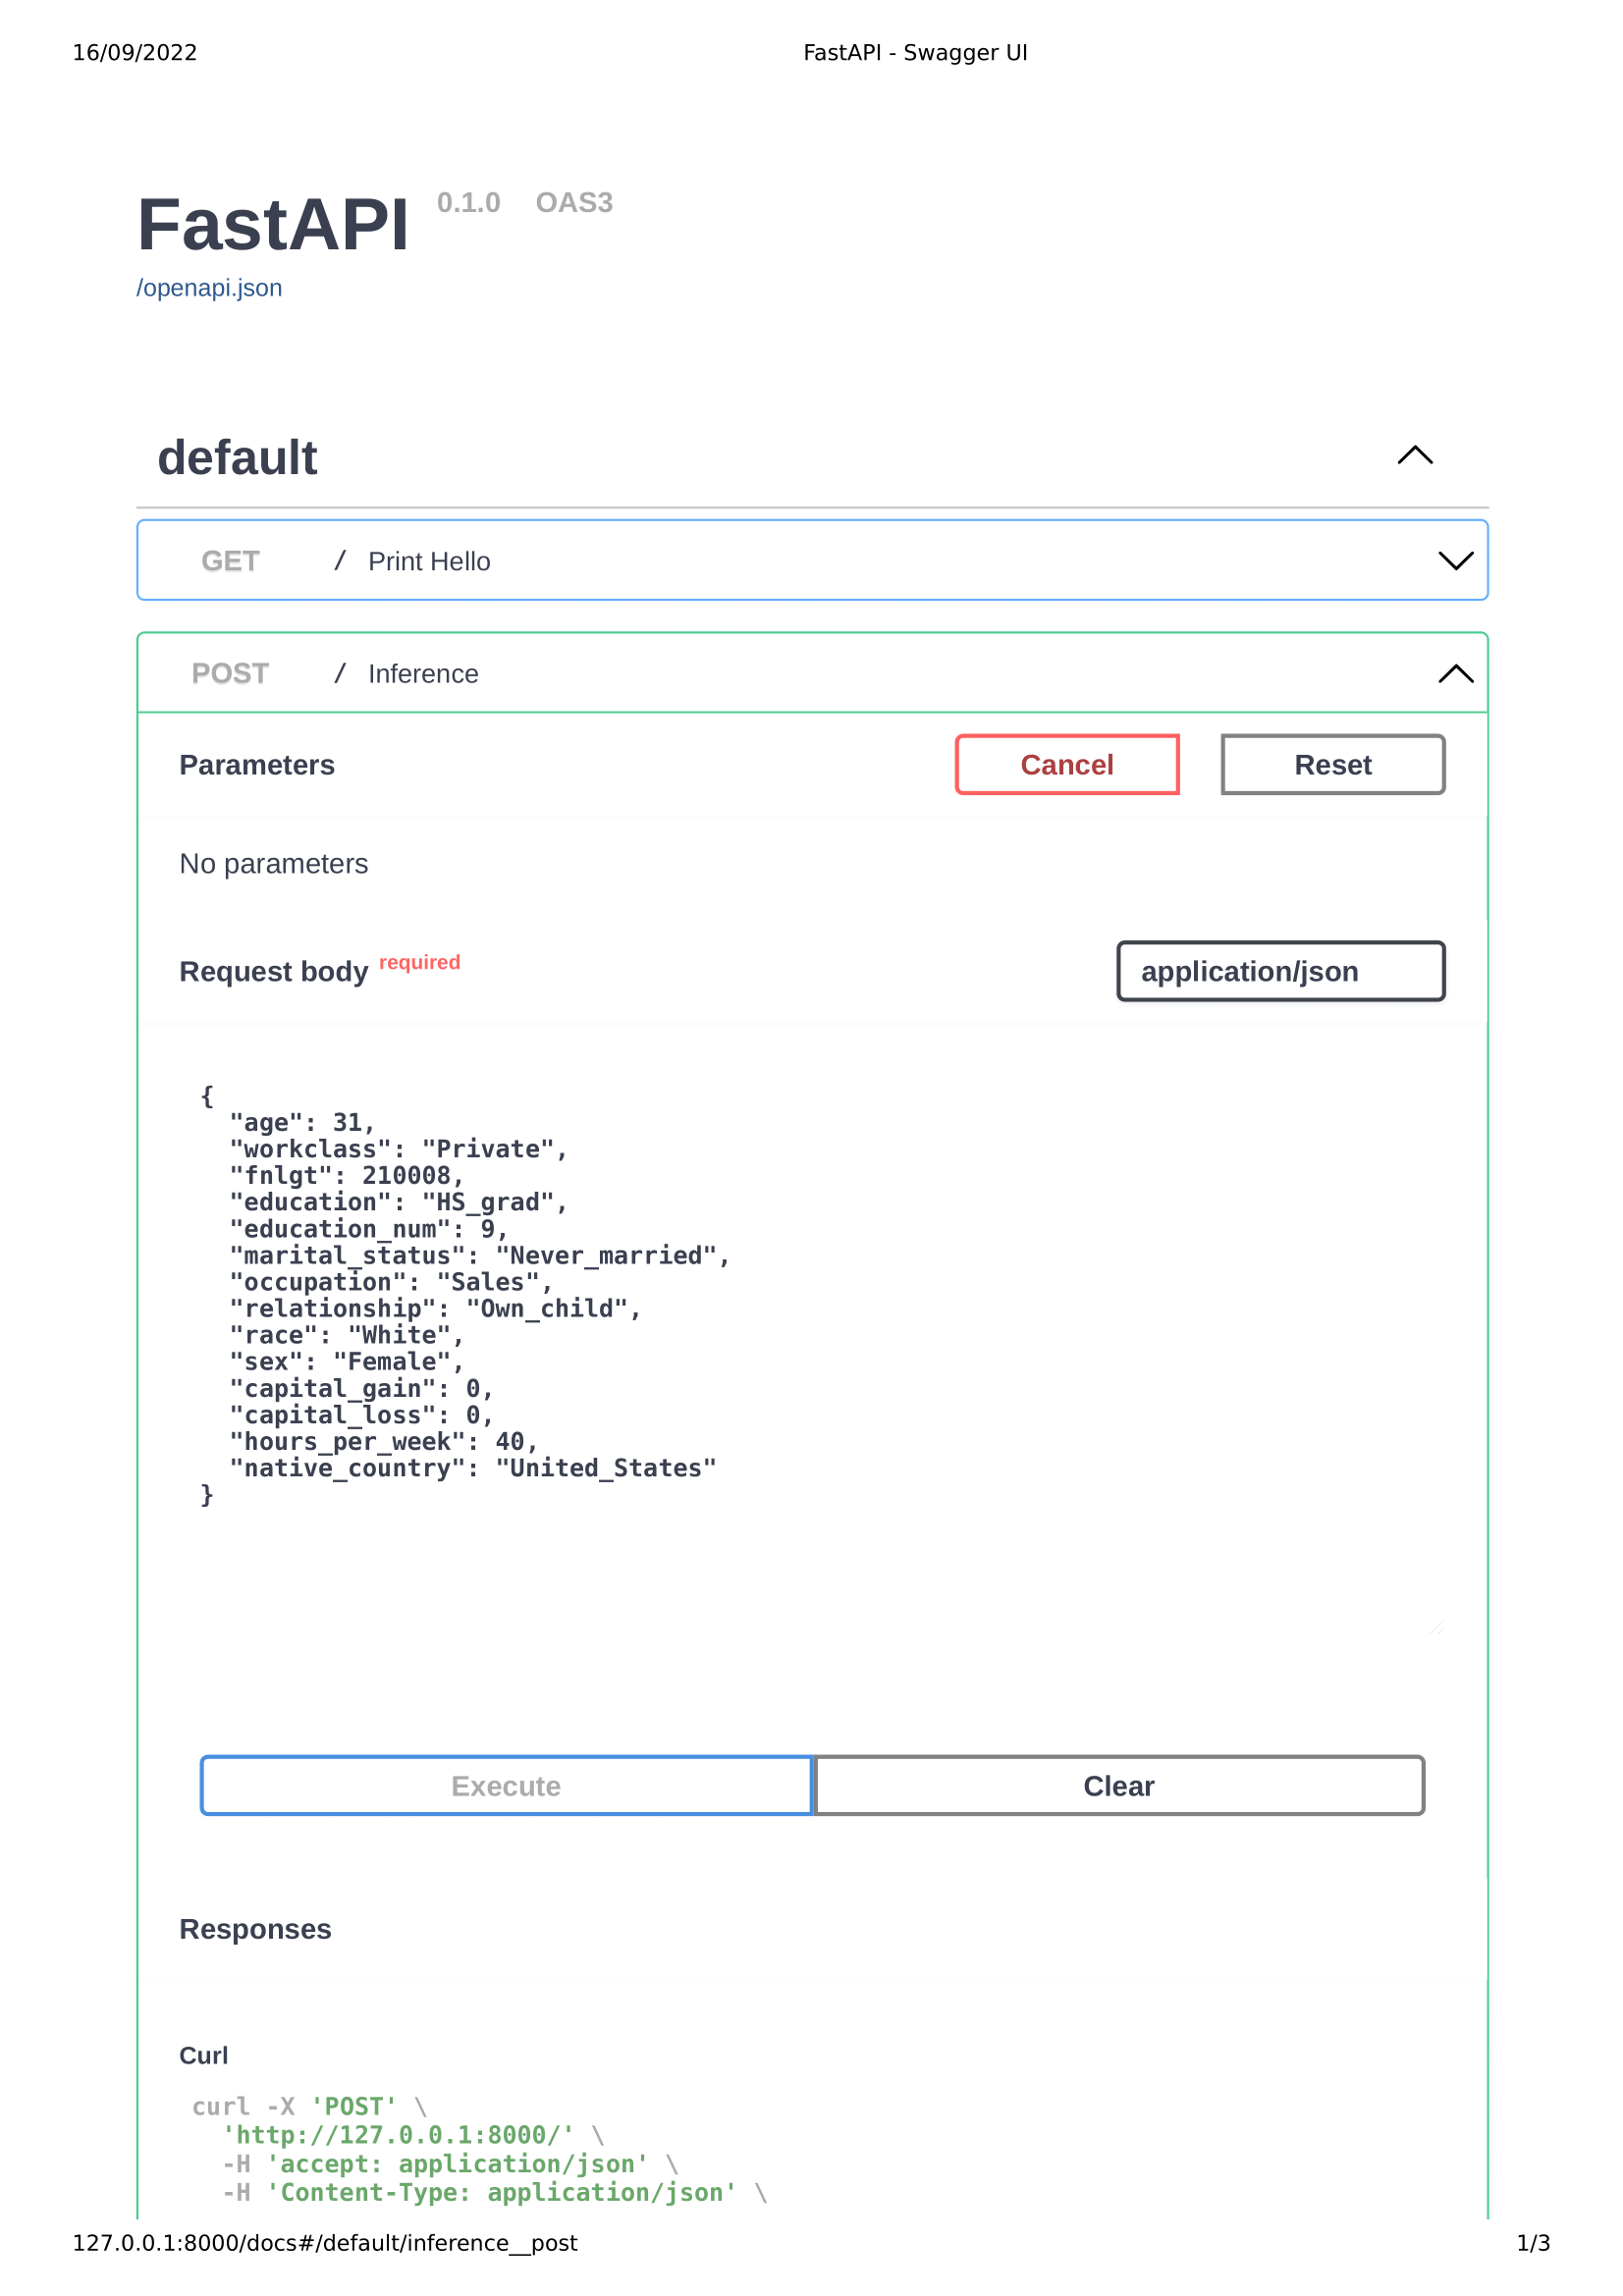 16/09/2022 FastAPI - Swagger UI
FastAPI 0.1.0 OAS3
/openapi.json
default
GET / Print Hello
POST / Inference
Parameters Cancel Reset
No parameters
Request body required application/json
{
  "age": 31,
  "workclass": "Private",
  "fnlgt": 210008,
  "education": "HS_grad",
  "education_num": 9,
  "marital_status": "Never_married",
  "occupation": "Sales",
  "relationship": "Own_child",
  "race": "White",
  "sex": "Female",
  "capital_gain": 0,
  "capital_loss": 0,
  "hours_per_week": 40,
  "native_country": "United_States"
}
Execute Clear
Responses
Curl
curl -X 'POST' \
  'http://127.0.0.1:8000/' \
  -H 'accept: application/json' \
  -H 'Content-Type: application/json' \
127.0.0.1:8000/docs#/default/inference__post 1/3